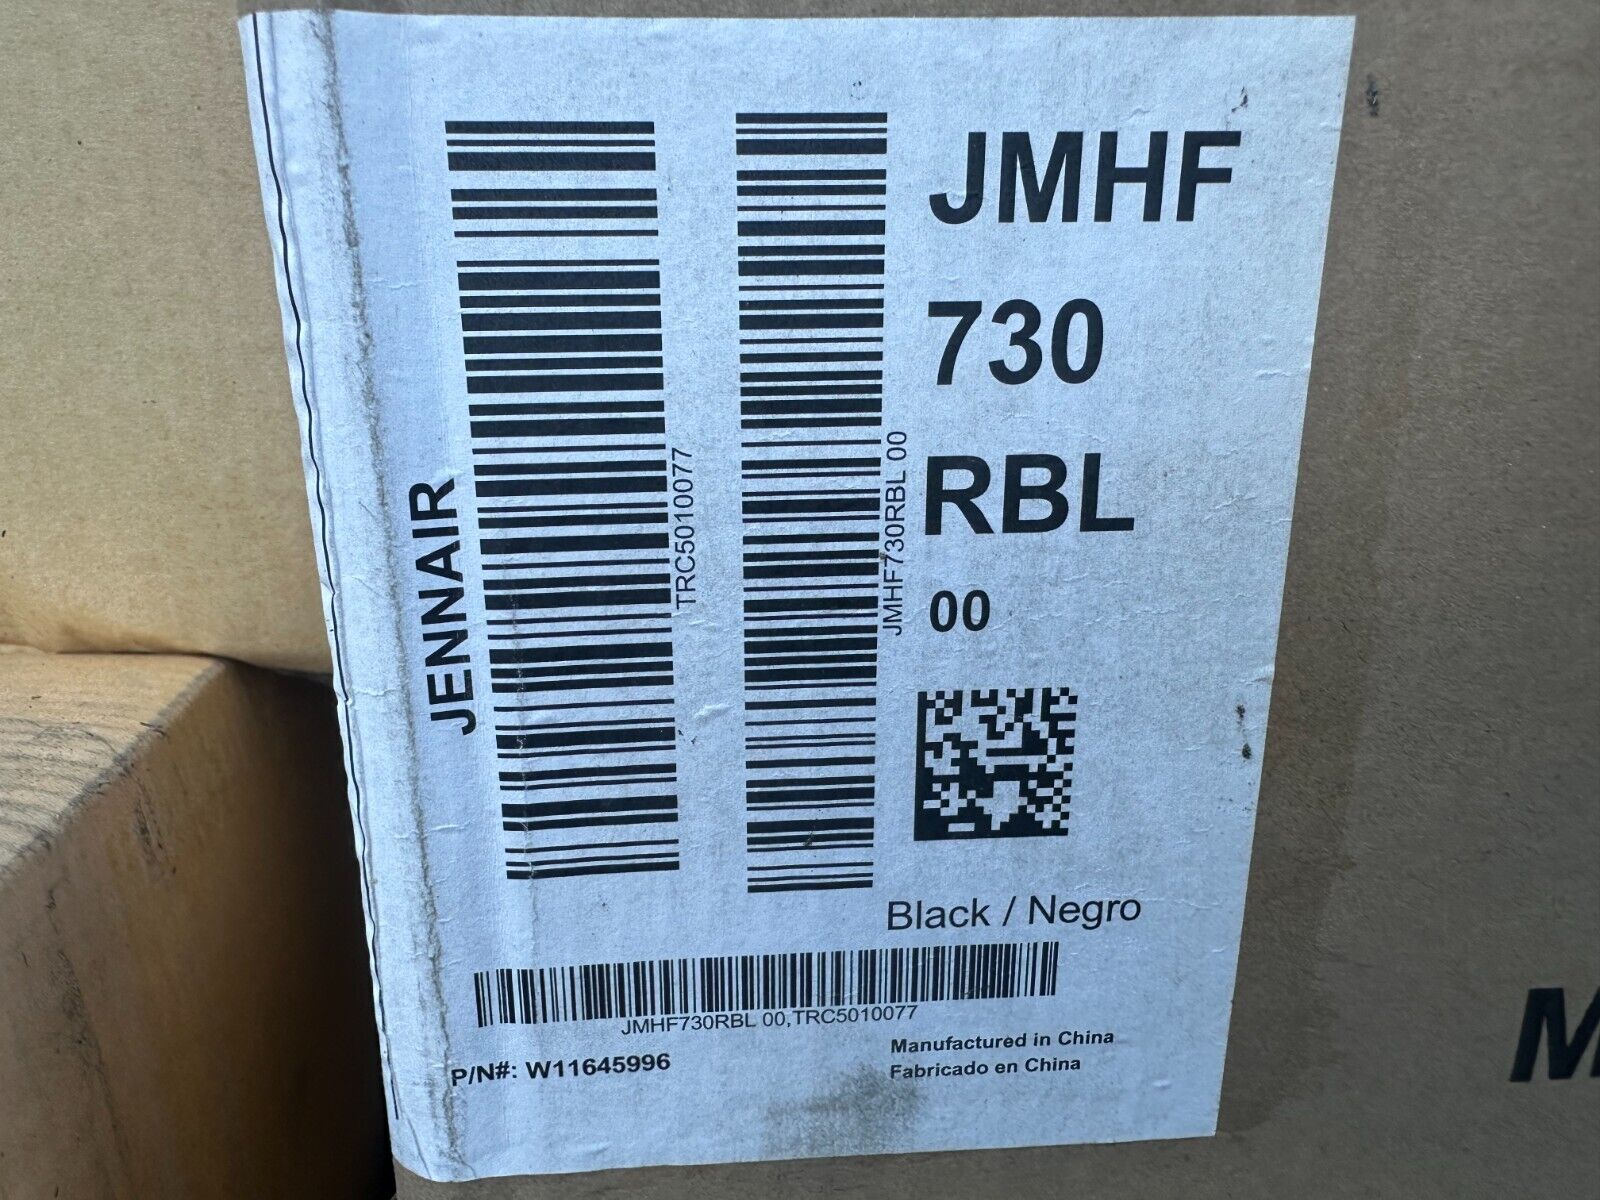 JENNAIR
TRC5010077
JMHF730RBL 00
JMHF
730
RBL
00
Black / Negro
JMHF730RBL 00,TRC5010077
P/N#: W11645996
Manufactured in China
Fabricado en China
M